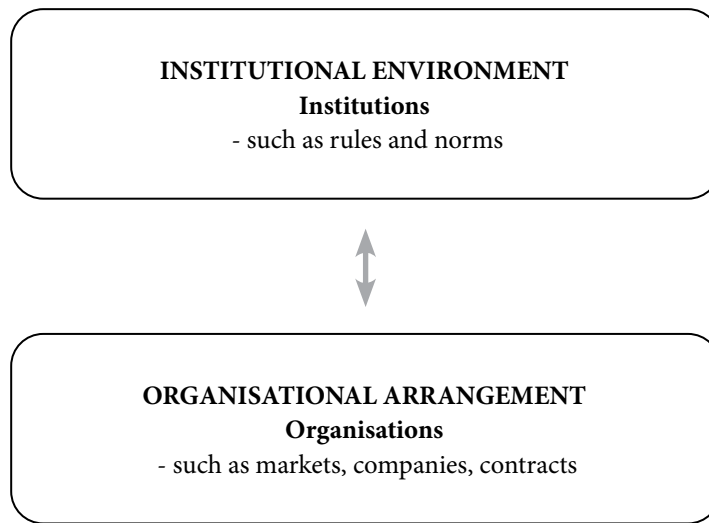 INSTITUTIONAL ENVIRONMENT
Institutions
- such as rules and norms
ORGANISATIONAL ARRANGEMENT
Organisations
- such as markets, companies, contracts